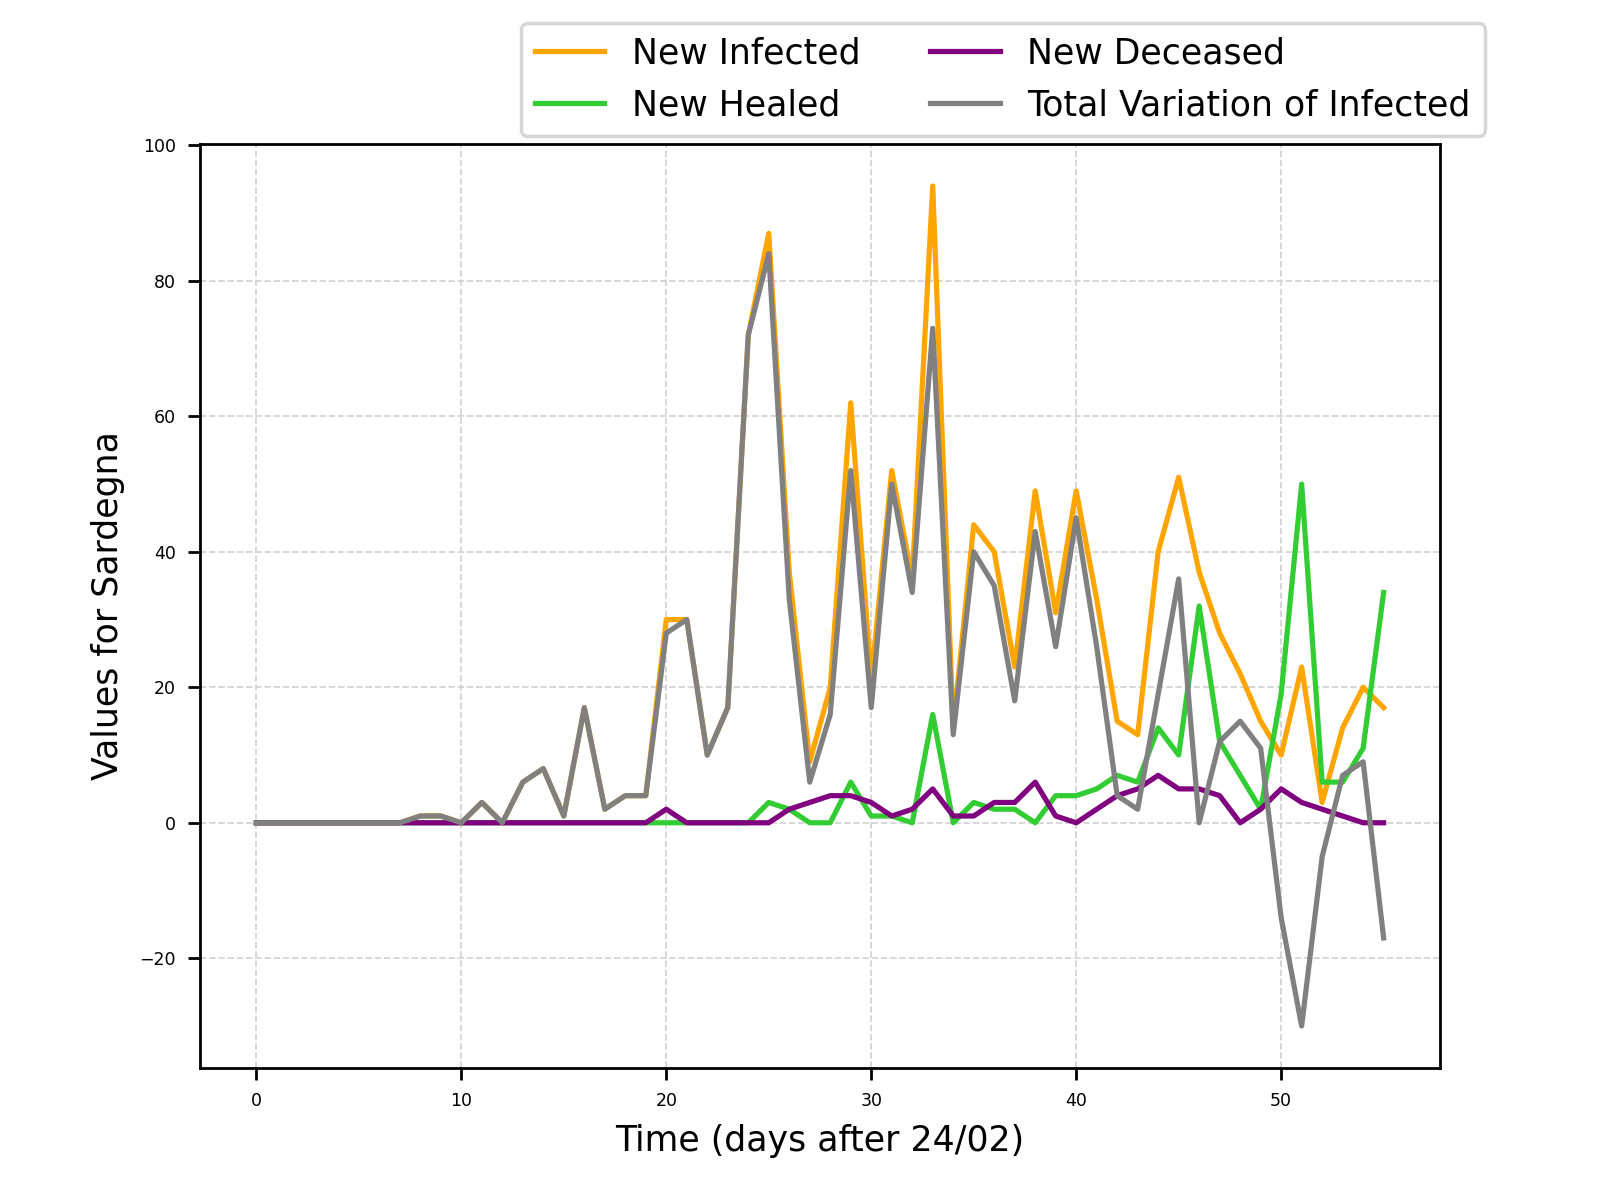 New Infected
New Healed
New Deceased
Total Variation of Infected
100
80
60
40
20
0
−20
Values for Sardegna
0 10 20 30 40 50
Time (days after 24/02)